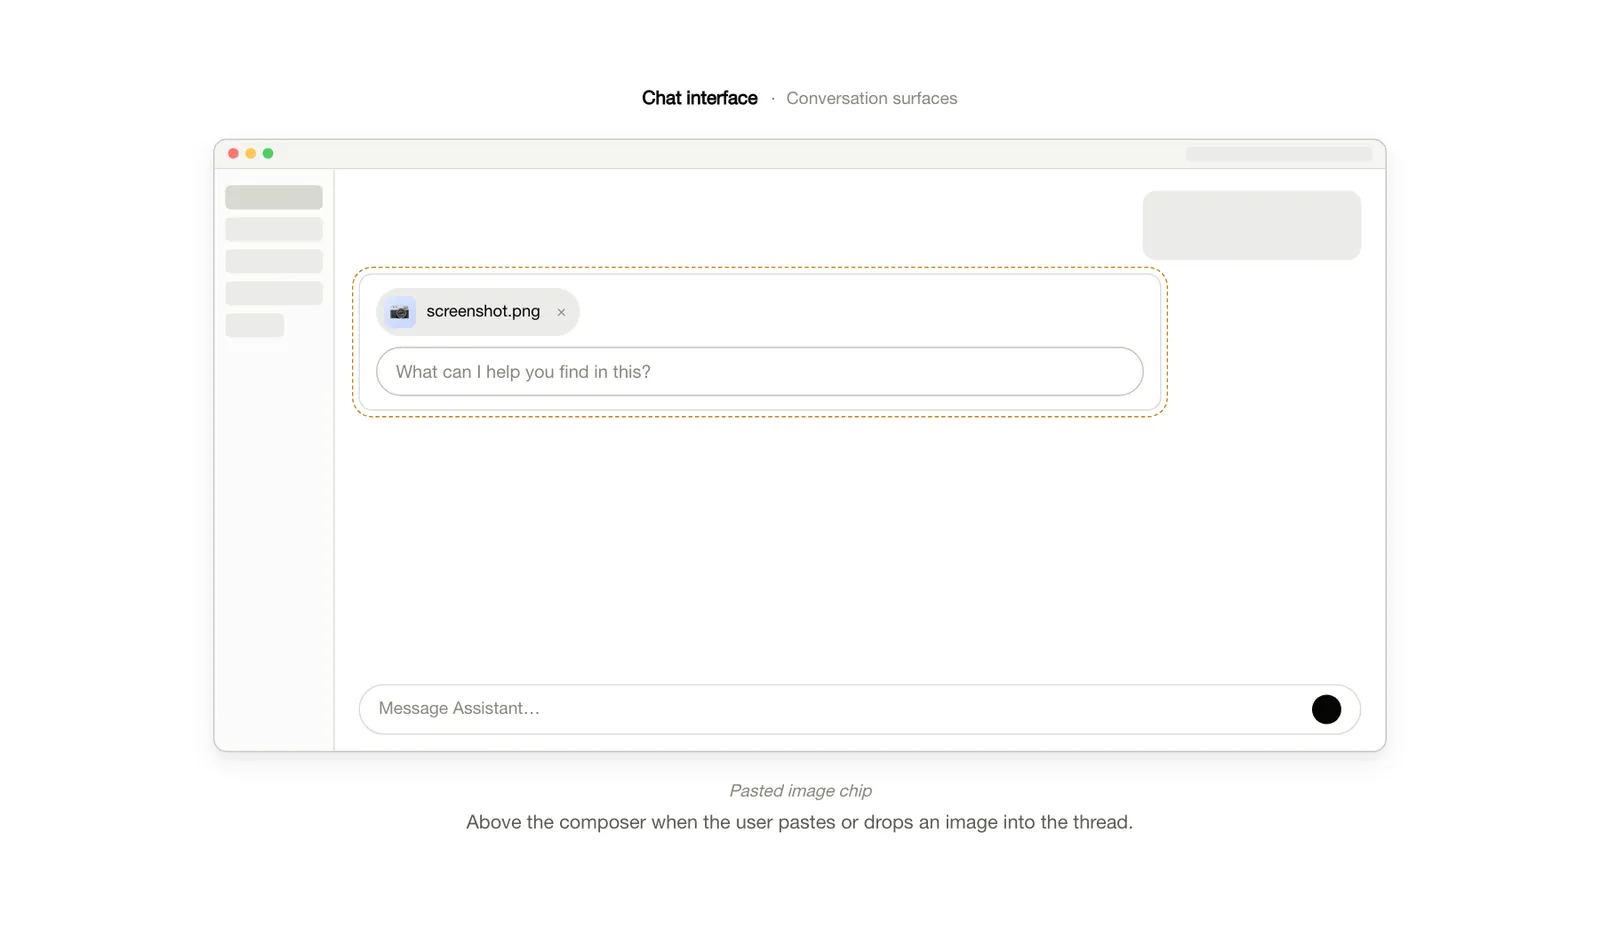 Chat interface · Conversation surfaces
screenshot.png ×
What can I help you find in this?
Message Assistant…
Pasted image chip
Above the composer when the user pastes or drops an image into the thread.